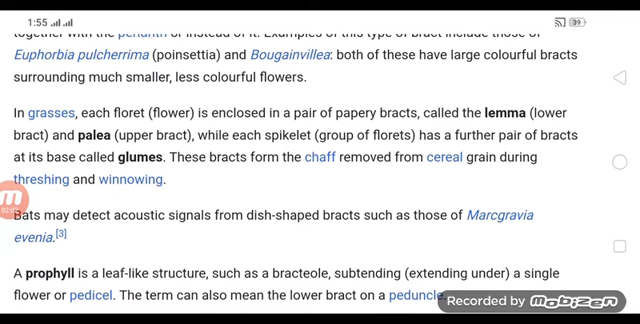 1:55 39
together with the perianth or instead of it. Examples of this type of bract include those of
Euphorbia pulcherrima (poinsettia) and Bougainvillea: both of these have large colourful bracts
surrounding much smaller, less colourful flowers.
In grasses, each floret (flower) is enclosed in a pair of papery bracts, called the lemma (lower
bract) and palea (upper bract), while each spikelet (group of florets) has a further pair of bracts
at its base called glumes. These bracts form the chaff removed from cereal grain during
threshing and winnowing.
Bats may detect acoustic signals from dish-shaped bracts such as those of Marcgravia
evenia.[3]
A prophyll is a leaf-like structure, such as a bracteole, subtending (extending under) a single
flower or pedicel. The term can also mean the lower bract on a peduncle.
Recorded by Mobizen